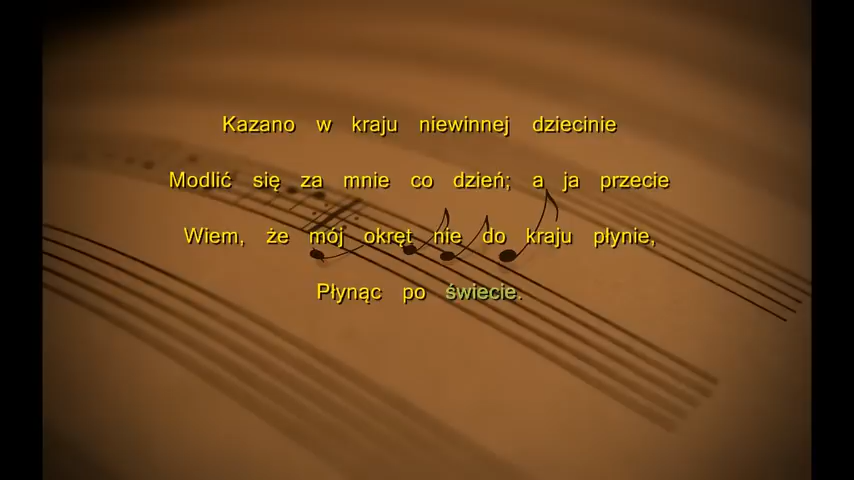 Kazano w kraju niewinnej dziecinie
Modlić się za mnie co dzień; a ja przecie
Wiem, że mój okręt nie do kraju płynie,
Płynąc po świecie.